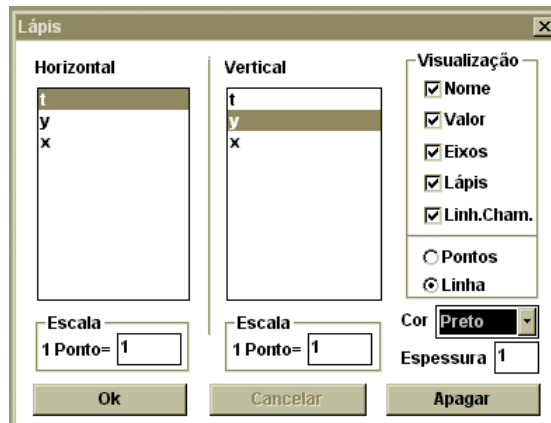 Lápis
Horizontal
t
y
x
Escala
1 Ponto= 1
Vertical
t
y
x
Escala
1 Ponto= 1
Visualização
Nome
Valor
Eixos
Lápis
Linh.Cham.
Pontos
Linha
Cor Preto
Espessura 1
Ok
Cancelar
Apagar